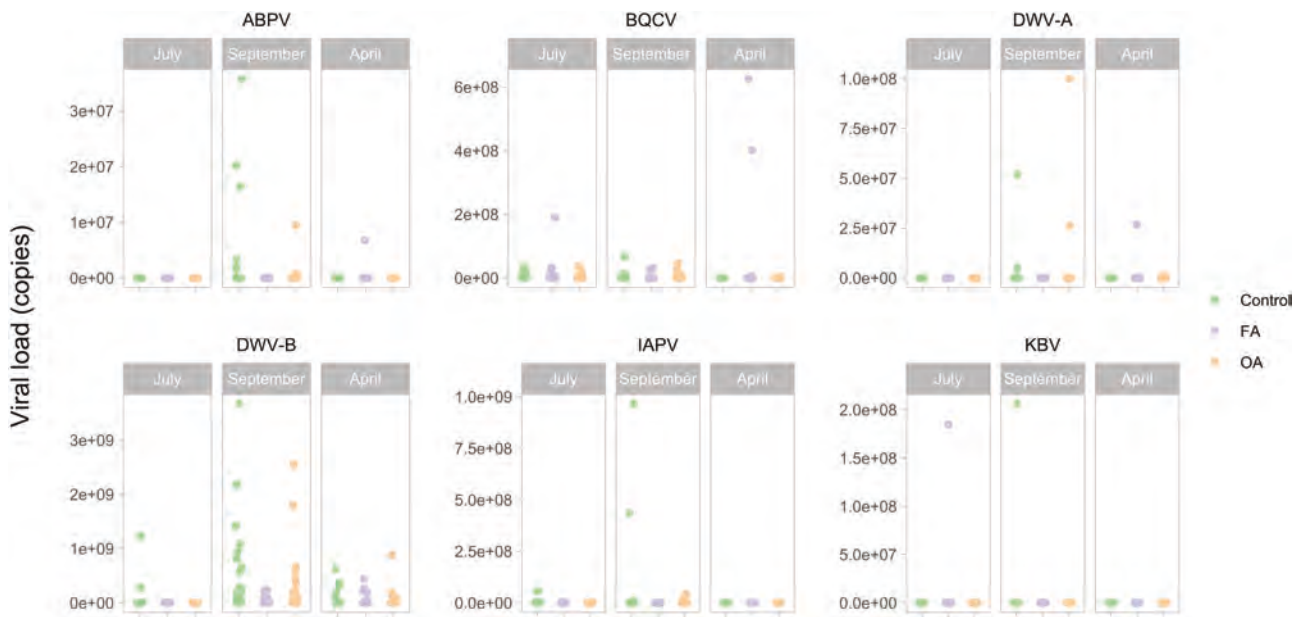 ABPV
BQCV
DWV-A
July September April
July September April
July September April
3e+07
2e+07
1e+07
0e+00
6e+08
4e+08
2e+08
0e+00
1.0e+08
7.5e+07
5.0e+07
2.5e+07
0.0e+00
Viral load (copies)
Control
FA
OA
DWV-B
IAPV
KBV
July September April
July September April
July September April
3e+09
2e+09
1e+09
0e+00
1.0e+09
7.5e+08
5.0e+08
2.5e+08
0.0e+00
2.0e+08
1.5e+08
1.0e+08
5.0e+07
0.0e+00